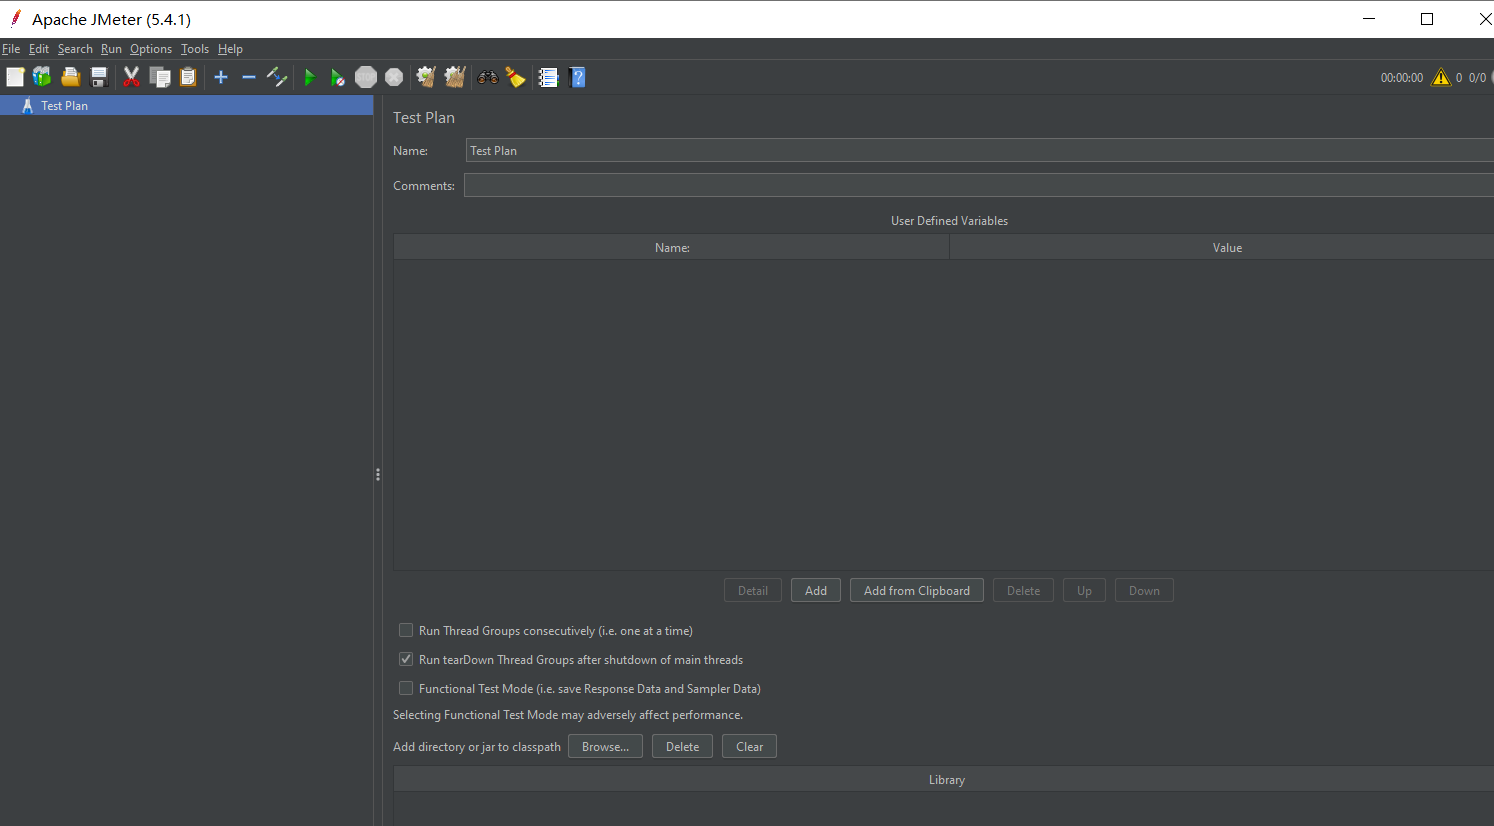 Apache JMeter (5.4.1)
File Edit Search Run Options Tools Help
00:00:00 0 0/0
Test Plan
Test Plan
Name: Test Plan
Comments:
User Defined Variables
Name: Value
Detail Add Add from Clipboard Delete Up Down
Run Thread Groups consecutively (i.e. one at a time)
Run tearDown Thread Groups after shutdown of main threads
Functional Test Mode (i.e. save Response Data and Sampler Data)
Selecting Functional Test Mode may adversely affect performance.
Add directory or jar to classpath Browse... Delete Clear
Library